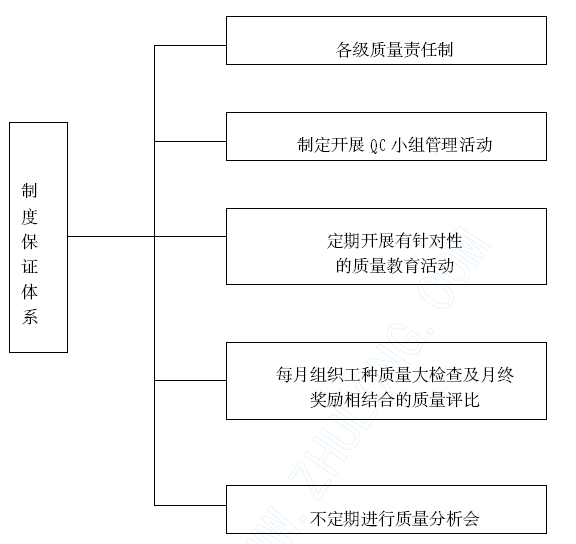 制度保证体系
各级质量责任制
制定开展 QC 小组管理活动
定期开展有针对性
的质量教育活动
每月组织工种质量大检查及月终
奖励相结合的质量评比
不定期进行质量分析会